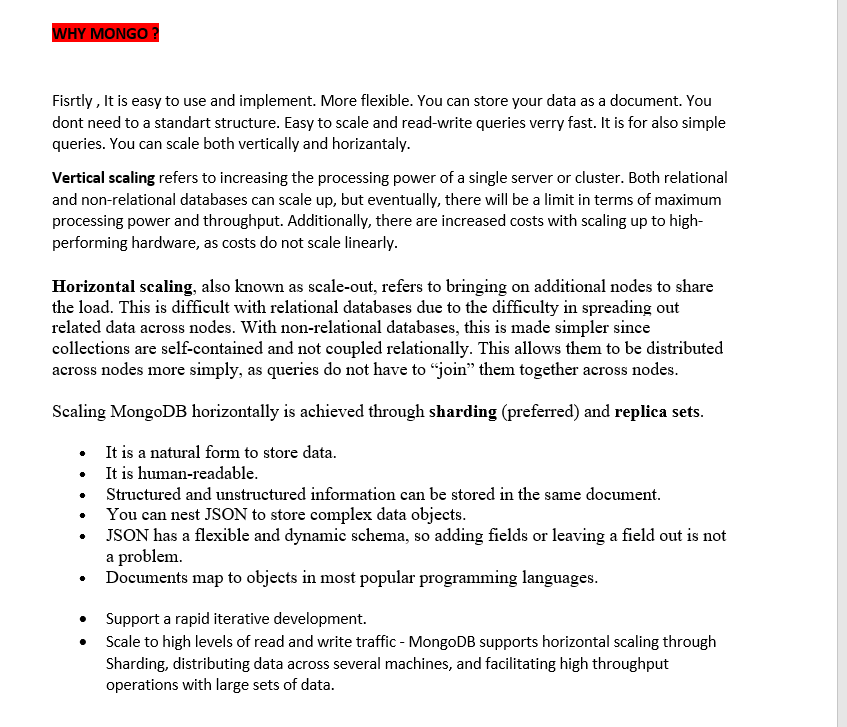 WHY MONGO ?
Fisrtly , It is easy to use and implement. More flexible. You can store your data as a document. You
dont need to a standart structure. Easy to scale and read-write queries verry fast. It is for also simple
queries. You can scale both vertically and horizantaly.
Vertical scaling refers to increasing the processing power of a single server or cluster. Both relational
and non-relational databases can scale up, but eventually, there will be a limit in terms of maximum
processing power and throughput. Additionally, there are increased costs with scaling up to high-
performing hardware, as costs do not scale linearly.
Horizontal scaling, also known as scale-out, refers to bringing on additional nodes to share
the load. This is difficult with relational databases due to the difficulty in spreading out
related data across nodes. With non-relational databases, this is made simpler since
collections are self-contained and not coupled relationally. This allows them to be distributed
across nodes more simply, as queries do not have to “join” them together across nodes.
Scaling MongoDB horizontally is achieved through sharding (preferred) and replica sets.
• It is a natural form to store data.
• It is human-readable.
• Structured and unstructured information can be stored in the same document.
• You can nest JSON to store complex data objects.
• JSON has a flexible and dynamic schema, so adding fields or leaving a field out is not
a problem.
• Documents map to objects in most popular programming languages.
• Support a rapid iterative development.
• Scale to high levels of read and write traffic - MongoDB supports horizontal scaling through
Sharding, distributing data across several machines, and facilitating high throughput
operations with large sets of data.